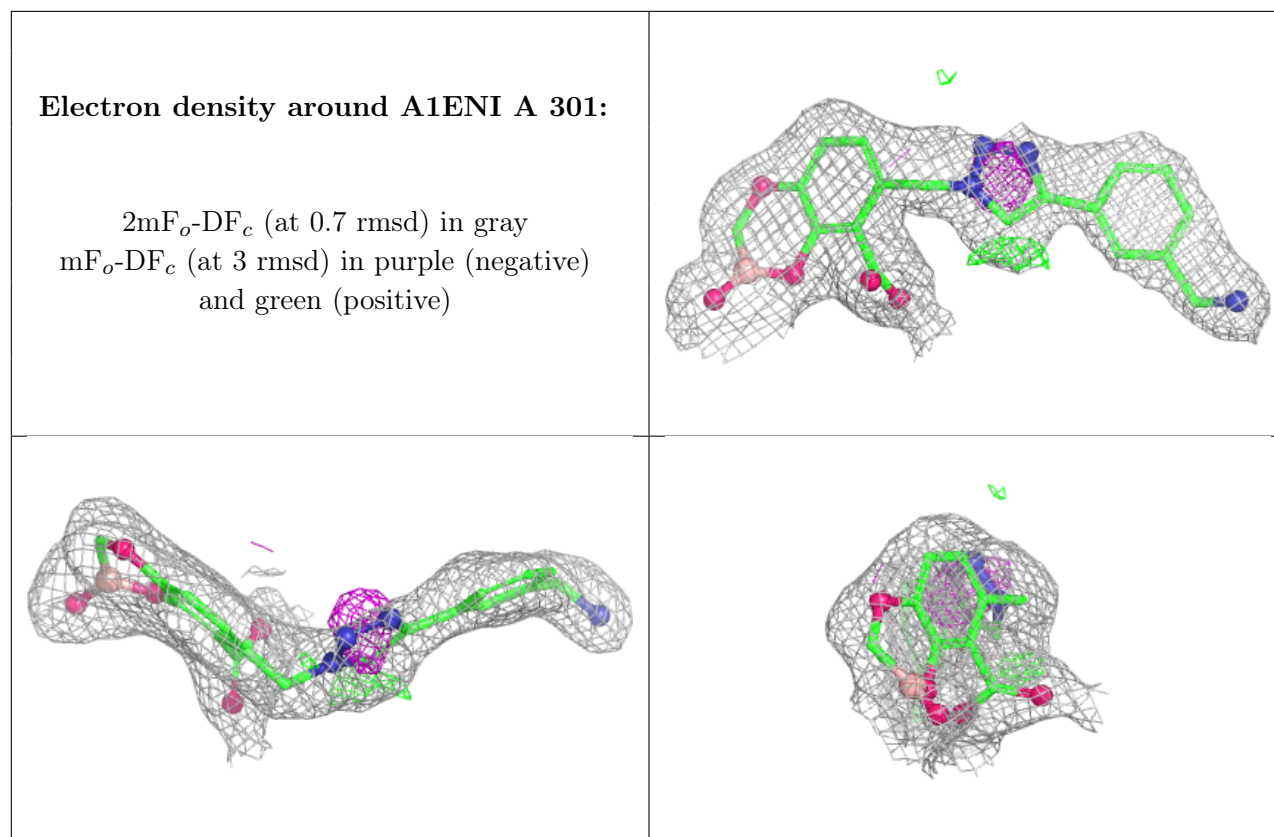 Electron density around A1ENI A 301:
2mFo-DFc (at 0.7 rmsd) in gray
mFo-DFc (at 3 rmsd) in purple (negative)
and green (positive)